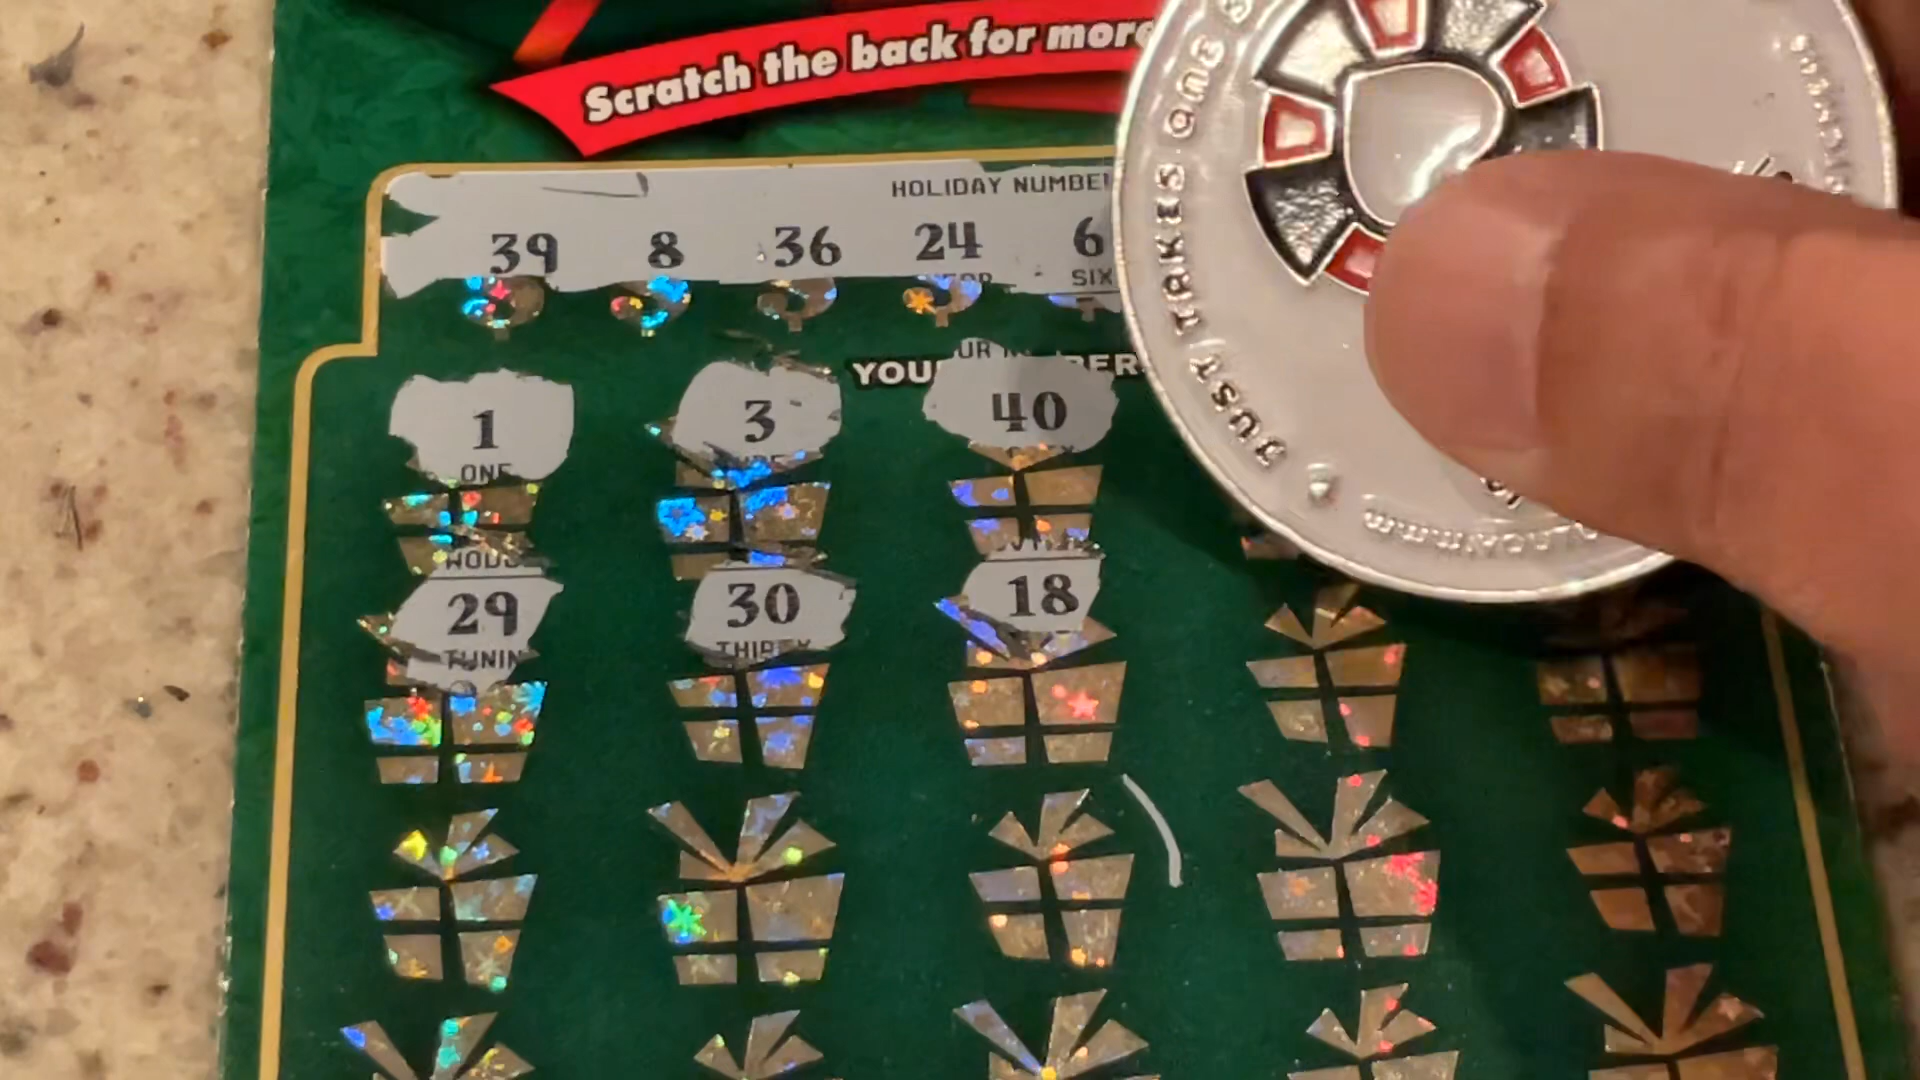 Scratch the back for more
HOLIDAY NUMBE
39 8 36 24 6
SIX
YOU
1 3 40
ONE
29 30 18
THIRTY
JUST TAKES ONE